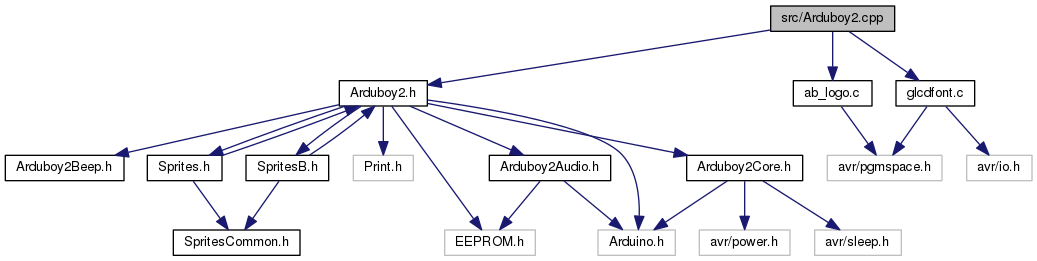 src/Arduboy2.cpp
Arduboy2.h
ab_logo.c
glcdfont.c
Arduboy2Beep.h
Sprites.h
SpritesB.h
Print.h
Arduboy2Audio.h
Arduboy2Core.h
avr/pgmspace.h
avr/io.h
SpritesCommon.h
EEPROM.h
Arduino.h
avr/power.h
avr/sleep.h